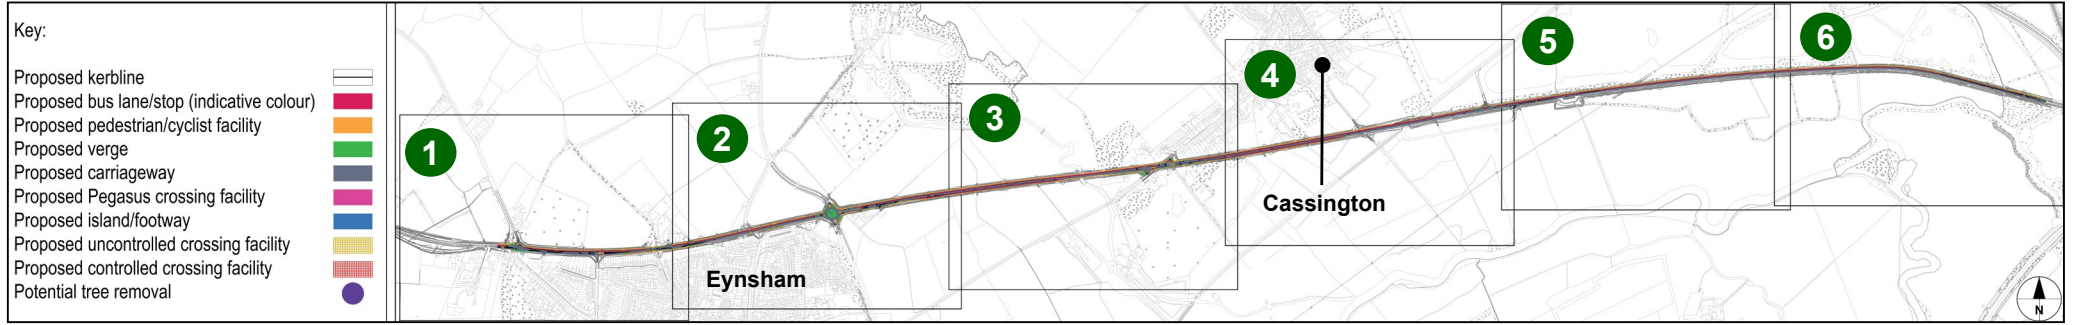 Key:
Proposed kerbline
Proposed bus lane/stop (indicative colour)
Proposed pedestrian/cyclist facility
Proposed verge
Proposed carriageway
Proposed Pegasus crossing facility
Proposed island/footway
Proposed uncontrolled crossing facility
Proposed controlled crossing facility
Potential tree removal
1
2
3
4
5
6
Eynsham
Cassington
N